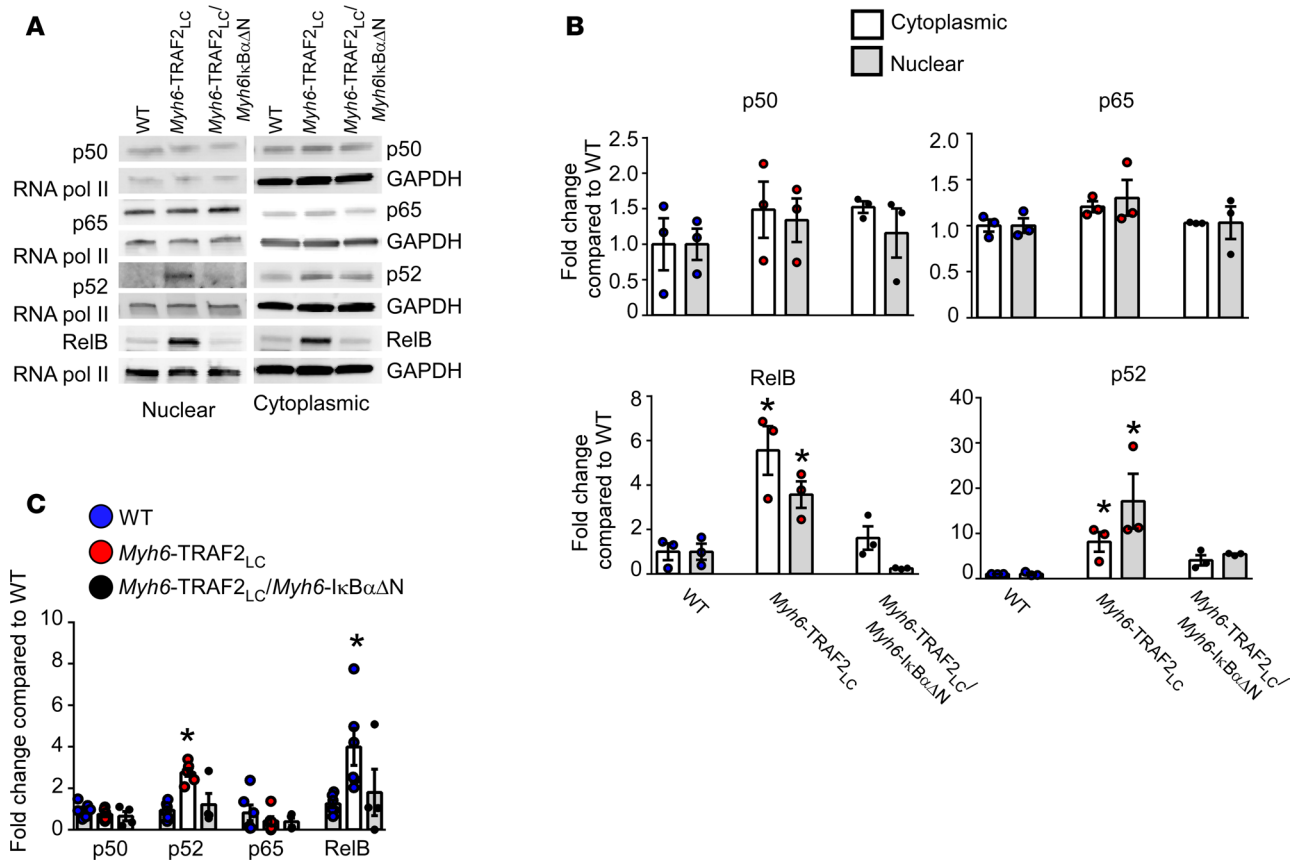 A
WT
Myh6-TRAF2LC
Myh6-TRAF2LC/
Myh6IκBαΔN
WT
Myh6-TRAF2LC
Myh6-TRAF2LC/
Myh6IκBαΔN
p50
p50
RNA pol II
GAPDH
p65
p65
RNA pol II
GAPDH
p52
p52
RNA pol II
GAPDH
RelB
RelB
RNA pol II
GAPDH
Nuclear
Cytoplasmic
B
Cytoplasmic
Nuclear
p50
Fold change
compared to WT
2.5
2.0
1.5
1.0
0.5
0
p65
2.0
1.5
1.0
0.5
0
RelB
Fold change
compared to WT
8
6
4
2
0
* *
WT
Myh6-TRAF2LC
Myh6-TRAF2LC/
Myh6-IκBαΔN
p52
40
30
20
10
0
* *
WT
Myh6-TRAF2LC
Myh6-TRAF2LC/
Myh6-IκBαΔN
C
WT
Myh6-TRAF2LC
Myh6-TRAF2LC/Myh6-IκBαΔN
Fold change compared to WT
10
8
6
4
2
0
* *
p50 p52 p65 RelB